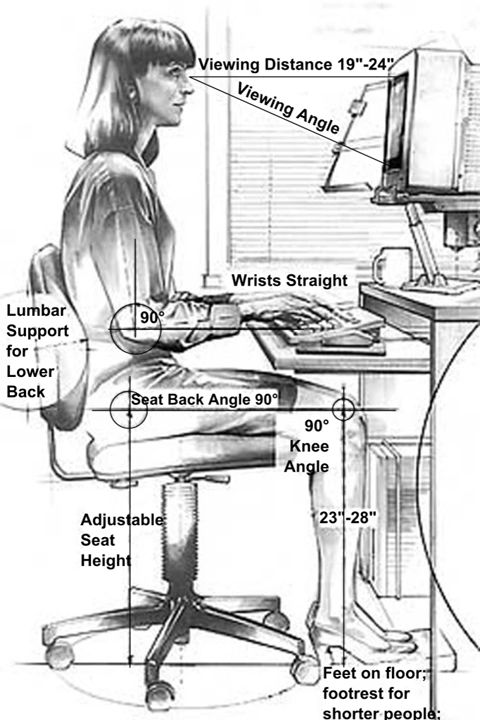 Viewing Distance 19"-24"
Viewing Angle
Wrists Straight
90°
Lumbar
Support
for
Lower
Back
Seat Back Angle 90°
90°
Knee
Angle
23"-28"
Adjustable
Seat
Height
Feet on floor;
footrest for
shorter people;